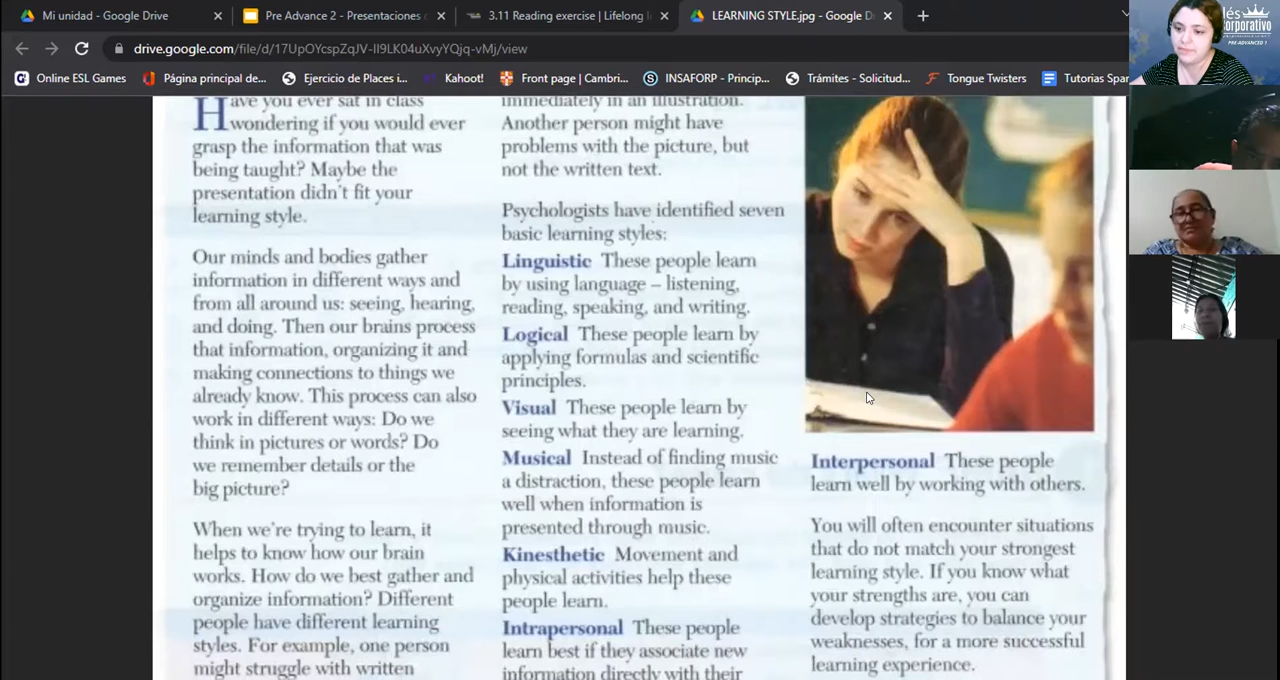 Mi unidad - Google Drive
Pre Advance 2 - Presentaciones
3.11 Reading exercise | Lifelong l
LEARNING STYLE.jpg - Google D
drive.google.com/file/d/17UpOYcspZqJV-II9LK04uXvyYQjq-vMj/view
Online ESL Games
Página principal de...
Ejercicio de Places i...
Kahoot!
Front page | Cambri...
INSAFORP - Princip...
Trámites - Solicitud...
Tongue Twisters
Tutorias Spar
lés
Corporativo
PRE-ADVANCED 1
Have you ever sat in class
wondering if you would ever
grasp the information that was
being taught? Maybe the
presentation didn't fit your
learning style.
Our minds and bodies gather
information in different ways and
from all around us: seeing, hearing,
and doing. Then our brains process
that information, organizing it and
making connections to things we
already know. This process can also
work in different ways: Do we
think in pictures or words? Do
we remember details or the
big picture?
When we're trying to learn, it
helps to know how our brain
works. How do we best gather and
organize information? Different
people have different learning
styles. For example, one person
might struggle with written
immediately in an illustration.
Another person might have
problems with the picture, but
not the written text.
Psychologists have identified seven
basic learning styles:
Linguistic These people learn
by using language – listening,
reading, speaking, and writing.
Logical These people learn by
applying formulas and scientific
principles.
Visual These people learn by
seeing what they are learning.
Musical Instead of finding music
a distraction, these people learn
well when information is
presented through music.
Kinesthetic Movement and
physical activities help these
people learn.
Intrapersonal These people
learn best if they associate new
information directly with their
Interpersonal These people
learn well by working with others.
You will often encounter situations
that do not match your strongest
learning style. If you know what
your strengths are, you can
develop strategies to balance your
weaknesses, for a more successful
learning experience.